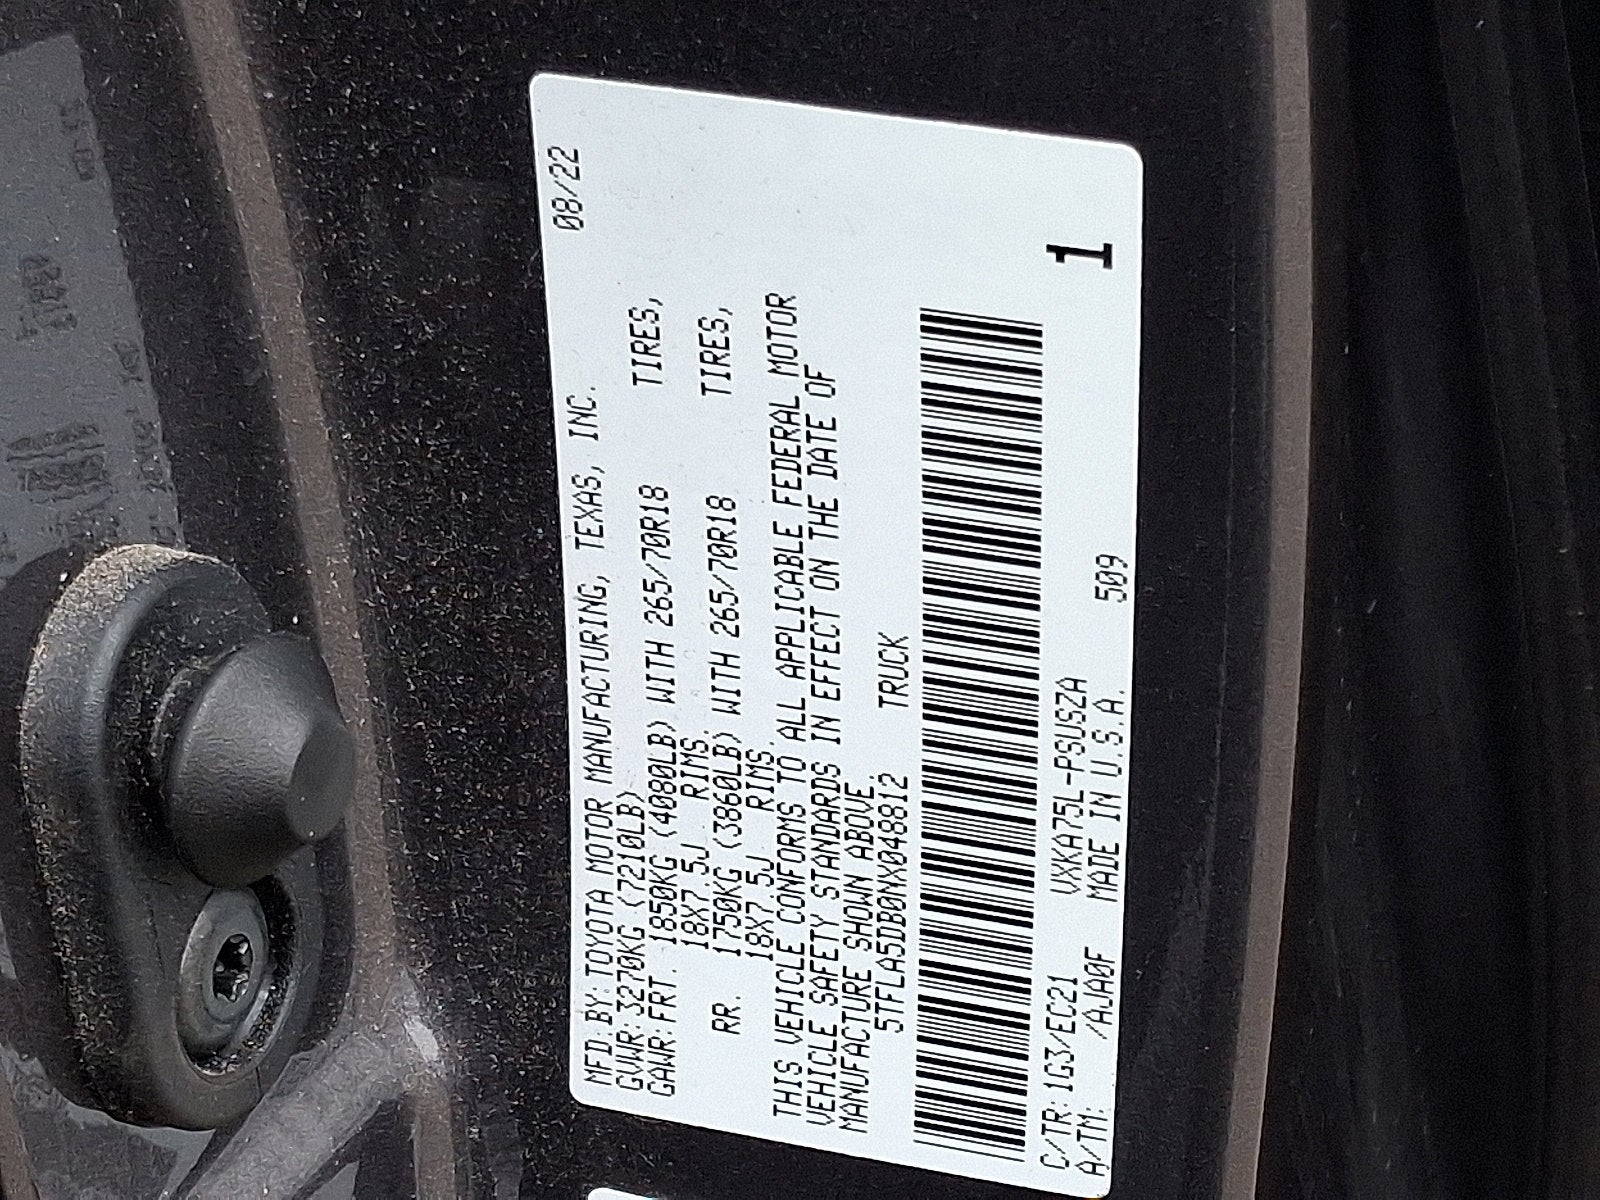 MFD. BY: TOYOTA MOTOR MANUFACTURING, TEXAS, INC. 08/22
GVWR: 3270KG (7210LB)
GAWR: FRT. 1850KG (4080LB) WITH 265/70R18 TIRES,
18X7.5J RIMS,
RR. 1750KG (3860LB) WITH 265/70R18 TIRES,
18X7.5J RIMS.
THIS VEHICLE CONFORMS TO ALL APPLICABLE FEDERAL MOTOR
VEHICLE SAFETY STANDARDS IN EFFECT ON THE DATE OF
MANUFACTURE SHOWN ABOVE.
5TFLA5DB0NX048812 TRUCK
C/TR: 1G3/EC21 VXKA75L-PSUSZA 1
A/TM: /AJA0F MADE IN U.S.A. 509